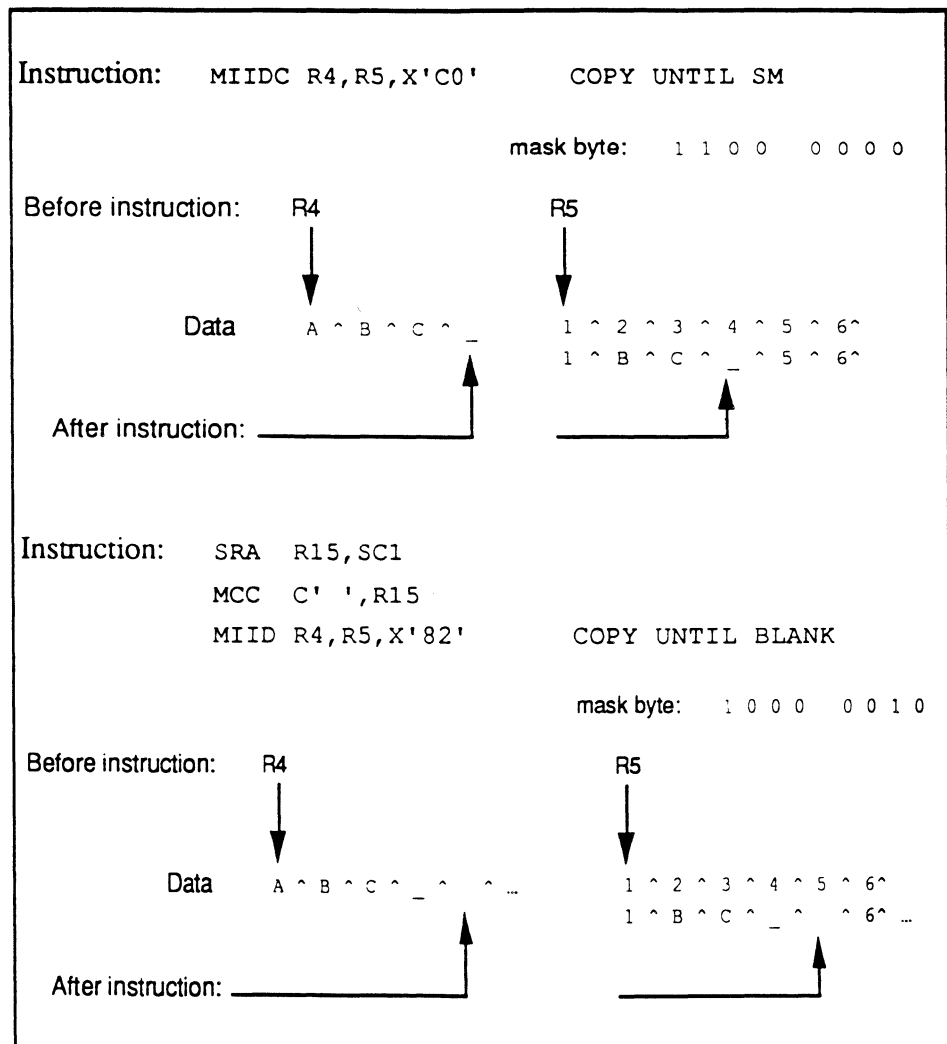 Instruction: MIIDC R4,R5,X'C0' COPY UNTIL SM
mask byte: 1 1 0 0 0 0 0 0
Before instruction: R4 R5
Data A ^ B ^ C ^ _ 1 ^ 2 ^ 3 ^ 4 ^ 5 ^ 6^
1 ^ B ^ C ^ _ ^ 5 ^ 6^
After instruction:
Instruction: SRA R15,SC1
MCC C' ',R15
MIID R4,R5,X'82' COPY UNTIL BLANK
mask byte: 1 0 0 0 0 0 1 0
Before instruction: R4 R5
Data A ^ B ^ C ^ _ ^ ^ ... 1 ^ 2 ^ 3 ^ 4 ^ 5 ^ 6^
1 ^ B ^ C ^ _ ^ ^ 6^ ...
After instruction: